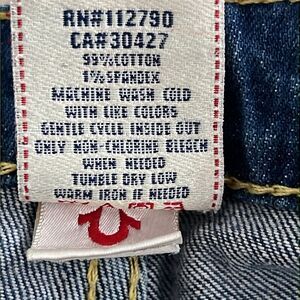 RN#112790
CA#30427
99%COTTON
1%SPANDEX
MACHINE WASH COLD
WITH LIKE COLORS
GENTLE CYCLE INSIDE OUT
ONLY NON-CHLORINE BLEACH
WHEN NEEDED
TUMBLE DRY LOW
WARM IRON IF NEEDED